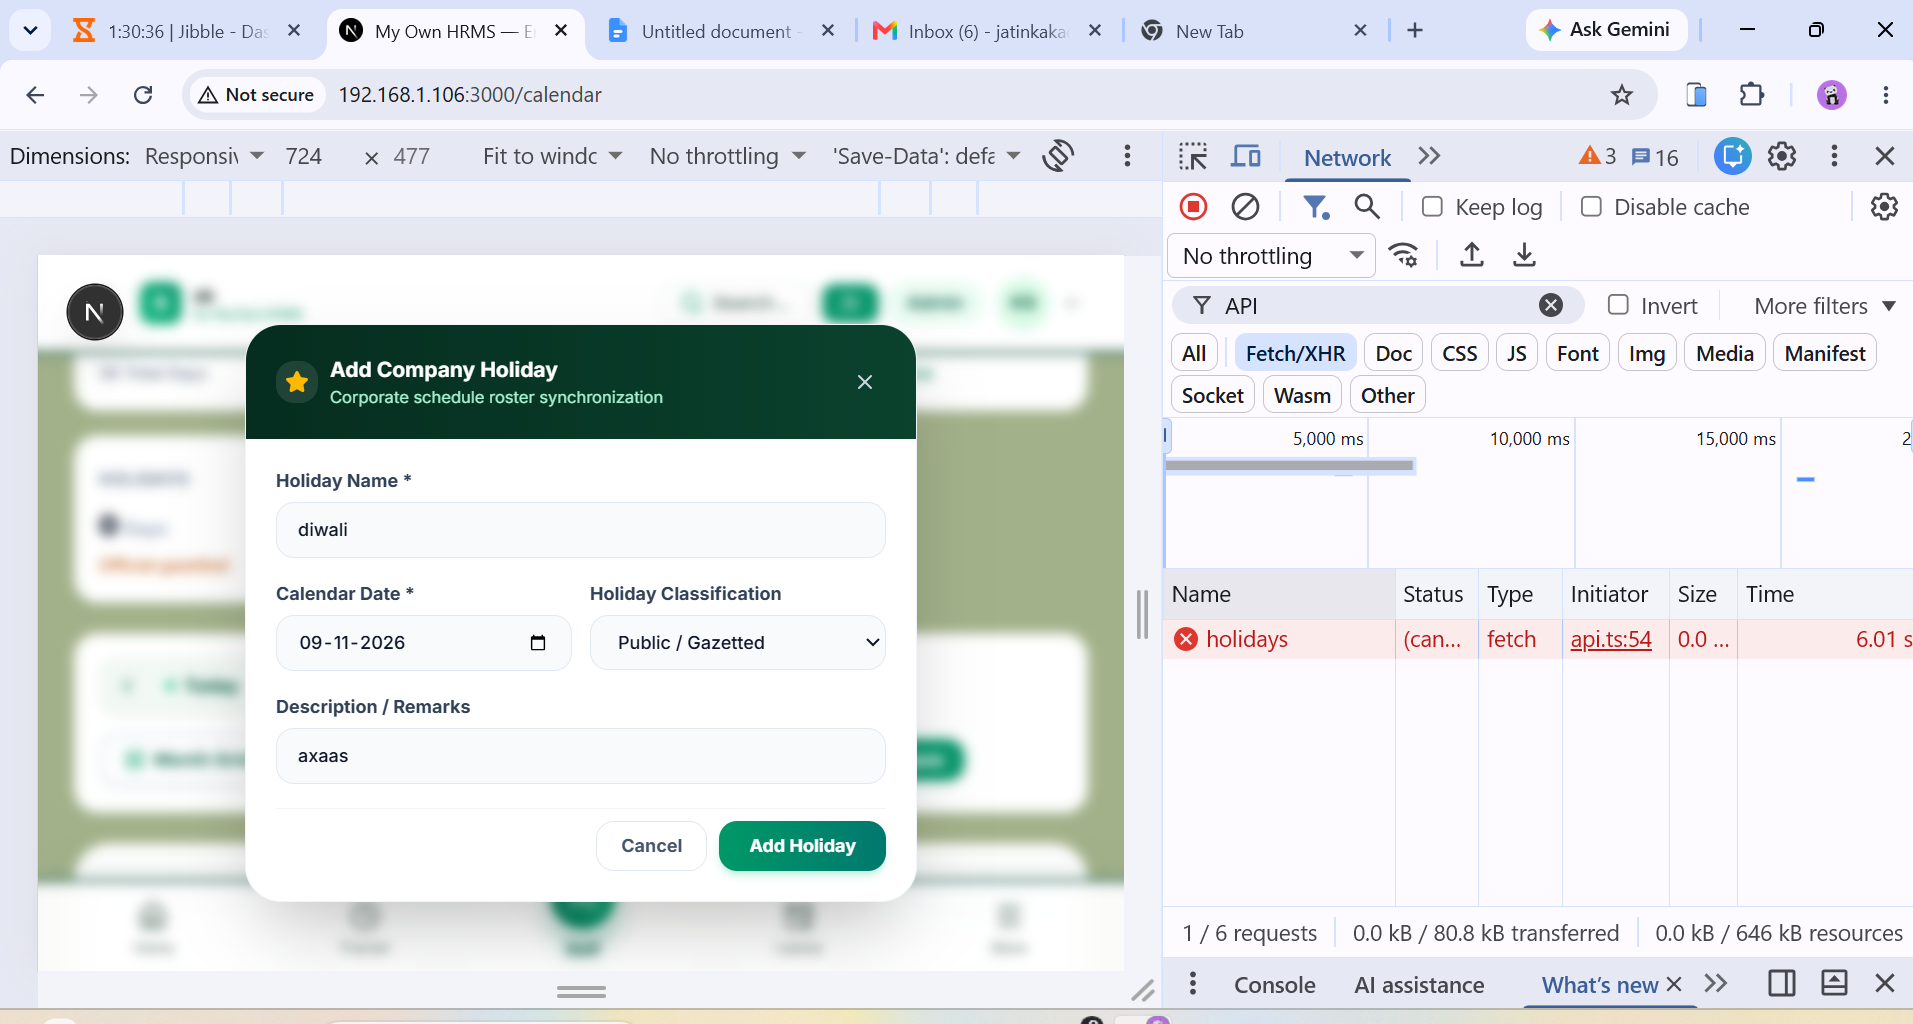 1:30:36 | Jibble - Das
My Own HRMS — E
Untitled document -
Inbox (6) - jatinkaka
New Tab
Ask Gemini
Not secure
192.168.1.106:3000/calendar
Dimensions: Responsiv 724 × 477 Fit to windc No throttling 'Save-Data': defa
Network 3 16
Keep log Disable cache
No throttling
API Invert More filters
All Fetch/XHR Doc CSS JS Font Img Media Manifest
Socket Wasm Other
5,000 ms 10,000 ms 15,000 ms 2
Name Status Type Initiator Size Time
holidays (can... fetch api.ts:54 0.0 ... 6.01 s
1 / 6 requests 0.0 kB / 80.8 kB transferred 0.0 kB / 646 kB resources
Console AI assistance What's new
N
Search...
Admin
Add Company Holiday
Corporate schedule roster synchronization
Holiday Name *
diwali
Calendar Date * Holiday Classification
09-11-2026 Public / Gazetted
Description / Remarks
axaas
Cancel Add Holiday
HOLIDAYS
Today